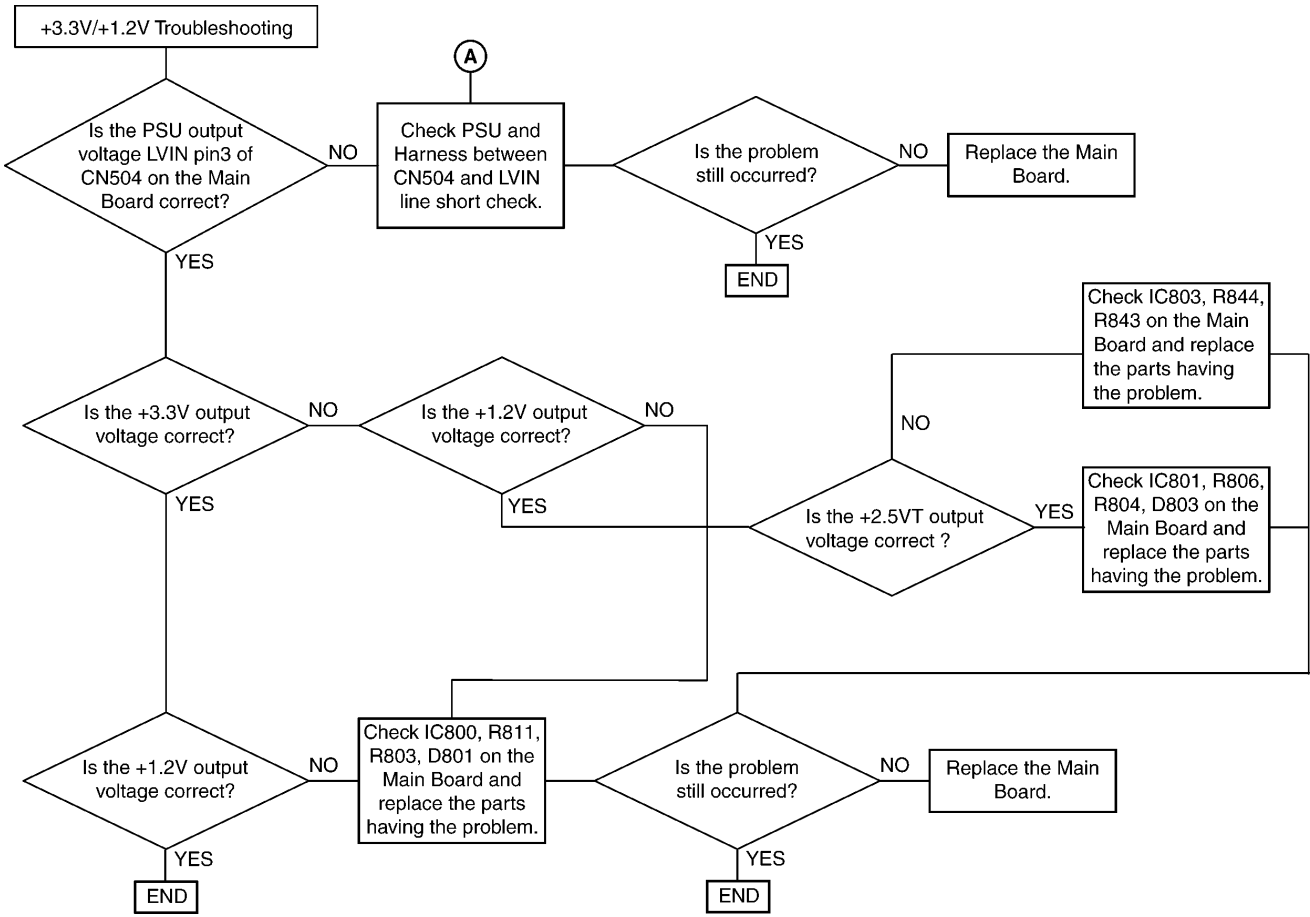 +3.3V/+1.2V Troubleshooting
A
Is the PSU output
voltage LVIN pin3 of
CN504 on the Main
Board correct?
NO
Check PSU and
Harness between
CN504 and LVIN
line short check.
Is the problem
still occurred?
NO
Replace the Main
Board.
YES
YES
END
Check IC803, R844,
R843 on the Main
Board and replace
the parts having
the problem.
Is the +3.3V output
voltage correct?
NO
Is the +1.2V output
voltage correct?
NO
NO
YES
YES
Is the +2.5VT output
voltage correct ?
YES
Check IC801, R806,
R804, D803 on the
Main Board and
replace the parts
having the problem.
Is the +1.2V output
voltage correct?
NO
Check IC800, R811,
R803, D801 on the
Main Board and
replace the parts
having the problem.
Is the problem
still occurred?
NO
Replace the Main
Board.
YES
YES
END
END